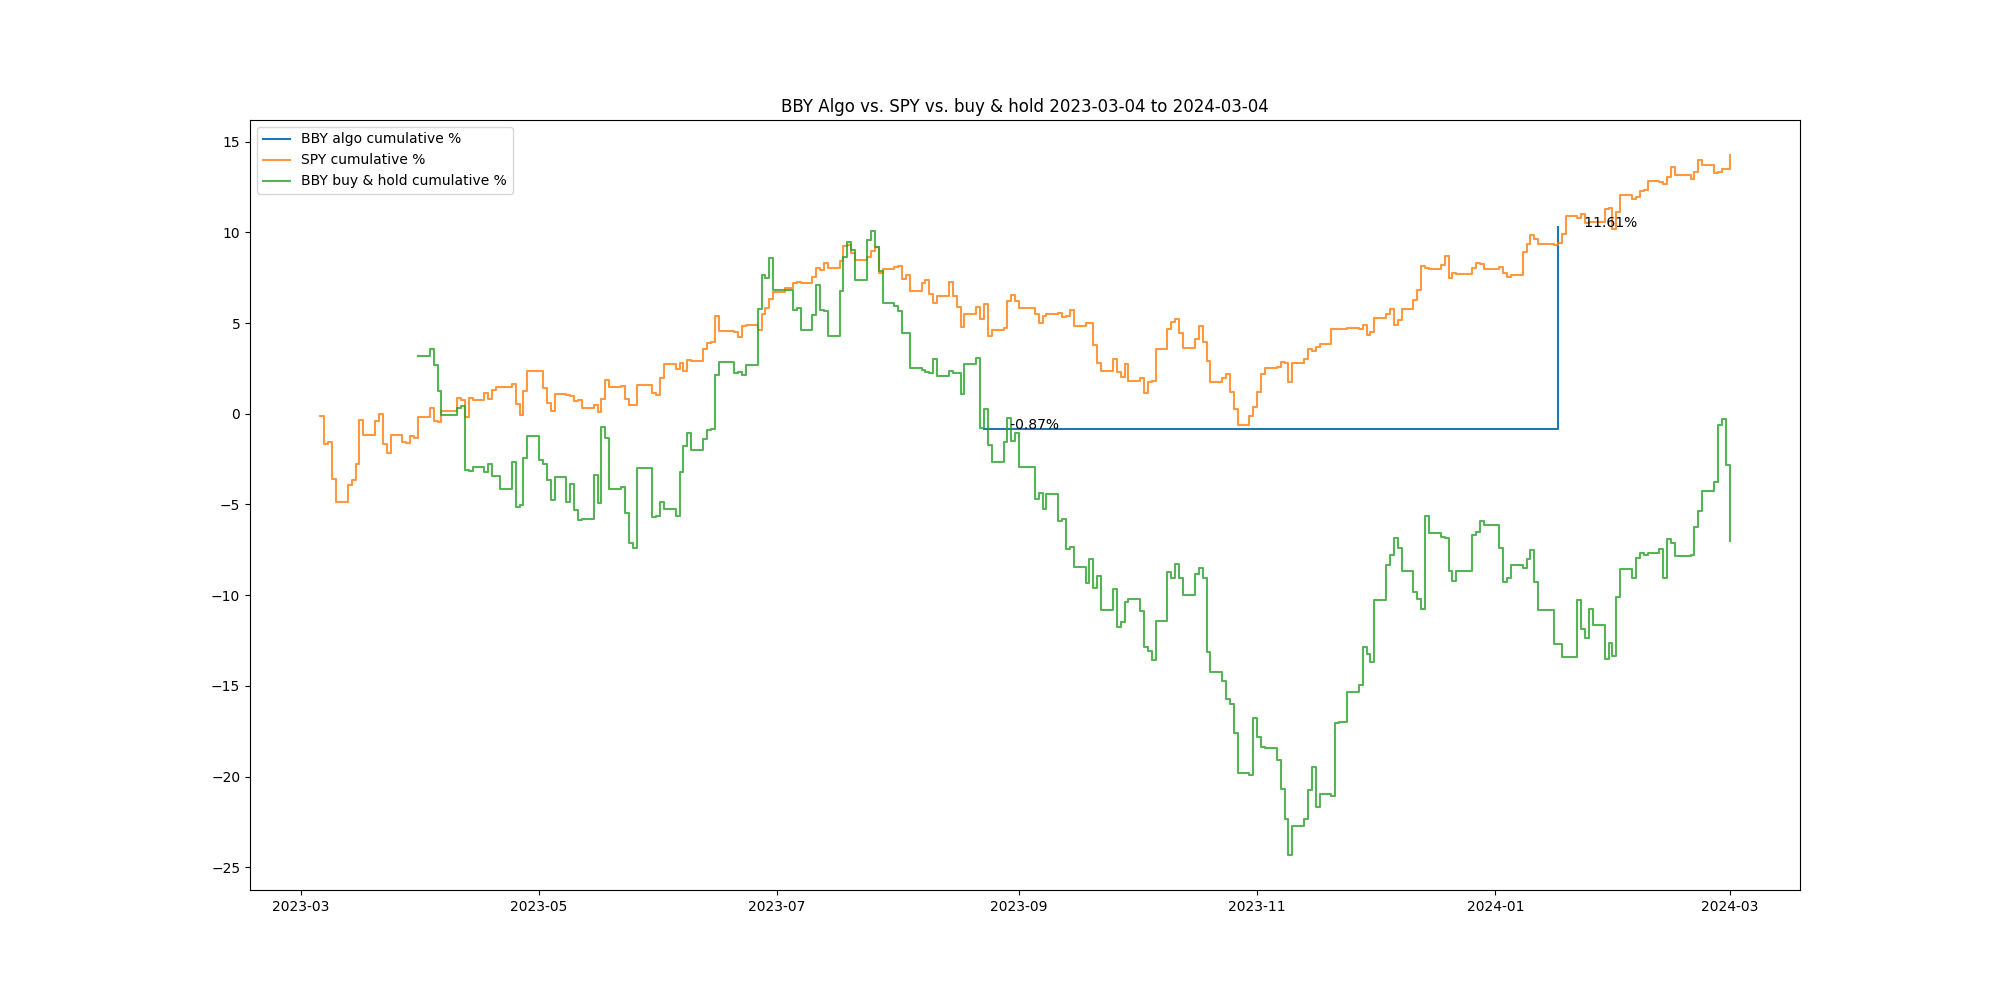 BBY Algo vs. SPY vs. buy & hold 2023-03-04 to 2024-03-04
BBY algo cumulative %
SPY cumulative %
BBY buy & hold cumulative %
15
10
5
0
−5
−10
−15
−20
−25
11.61%
-0.87%
2023-03 2023-05 2023-07 2023-09 2023-11 2024-01 2024-03